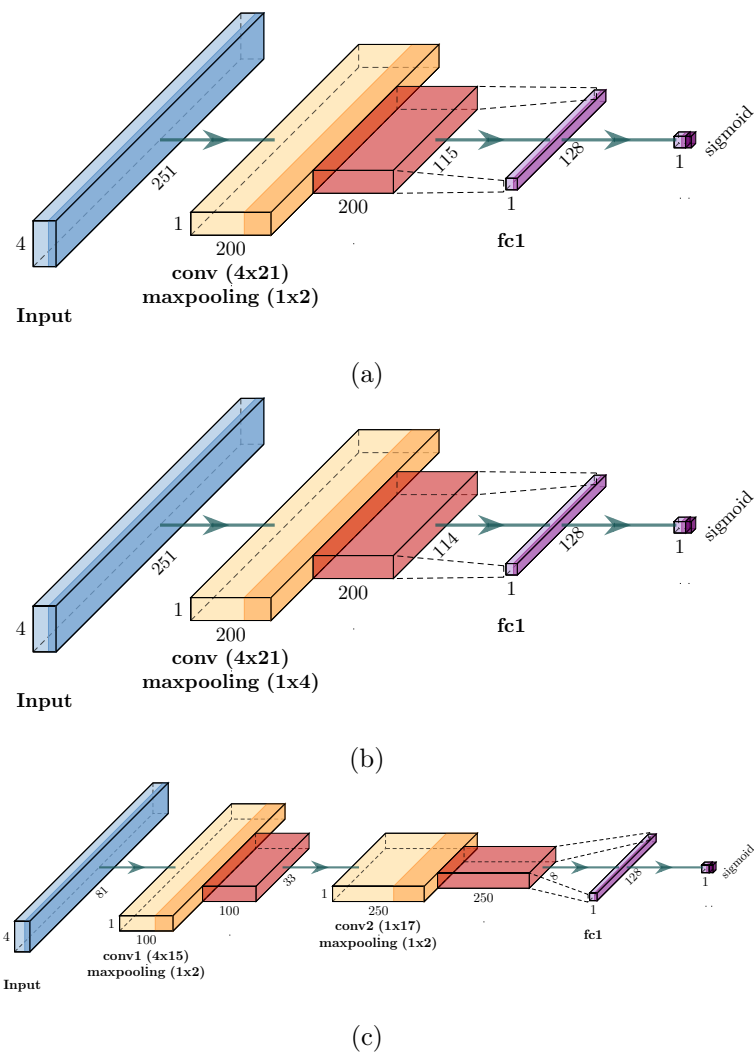 4
251
Input
1
200
conv (4x21)
maxpooling (1x2)
200
115
1
fc1
128
1
sigmoid
(a)
4
251
Input
1
200
conv (4x21)
maxpooling (1x4)
200
114
1
fc1
128
1
sigmoid
(b)
4
81
Input
1
100
conv1 (4x15)
maxpooling (1x2)
100
33
1
250
conv2 (1x17)
maxpooling (1x2)
250
8
1
fc1
128
1
sigmoid
(c)